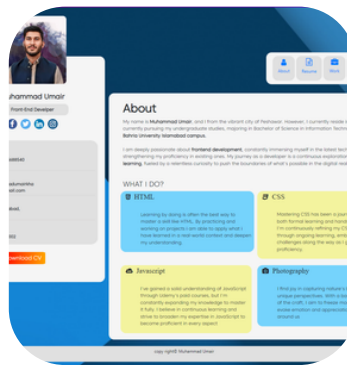 About
Resume
Work
uhammad Umair
Front-End Develper
About
My name is Muhammad Umair, and I from the vibrant city of Peshawar. However, I currently reside
currently pursuing my undergraduate studies, majoring in Bachelor of Science in Information Techn
Bahria University Islamabad campus.
I am deeply passionate about frontend development, constantly immersing myself in the latest tech
strengthening my proficiency in existing ones. My journey as a developer is a continuous exploration
learning, fueled by a relentless curiosity to push the boundaries of what's possible in the digital real
WHAT I DO?
HTML
Learning by doing is often the best way to
master a skill like HTML. By practicing and
working on projects I am able to apply what I
have learned in a real-world context and deepen
my understanding.
CSS
Mastering CSS has been a jour
both formal learning and hand
I'm continuously refining my CS
through ongoing learning, emb
challenges along the way as I
proficiency.
ownload CV
Javascript
I've gained a solid understanding of JavaScript
through Udemy's paid courses, but I'm
constantly expanding my knowledge to master
it fully. I believe in continuous learning and
strive to broaden my expertise in JavaScript to
become proficient in every aspect.
Photography
I find joy in capturing nature's
unique perspectives. With a
of the craft, I aim to freeze mo
evoke emotion and appreciatio
around us
copy right© Muhammad Umair